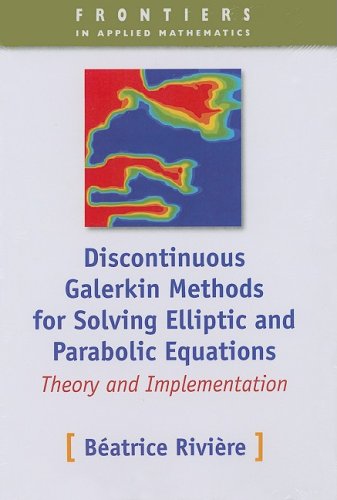 FRONTIERS
IN APPLIED MATHEMATICS
Discontinuous
Galerkin Methods
for Solving Elliptic and
Parabolic Equations
Theory and Implementation
[ Béatrice Rivière ]